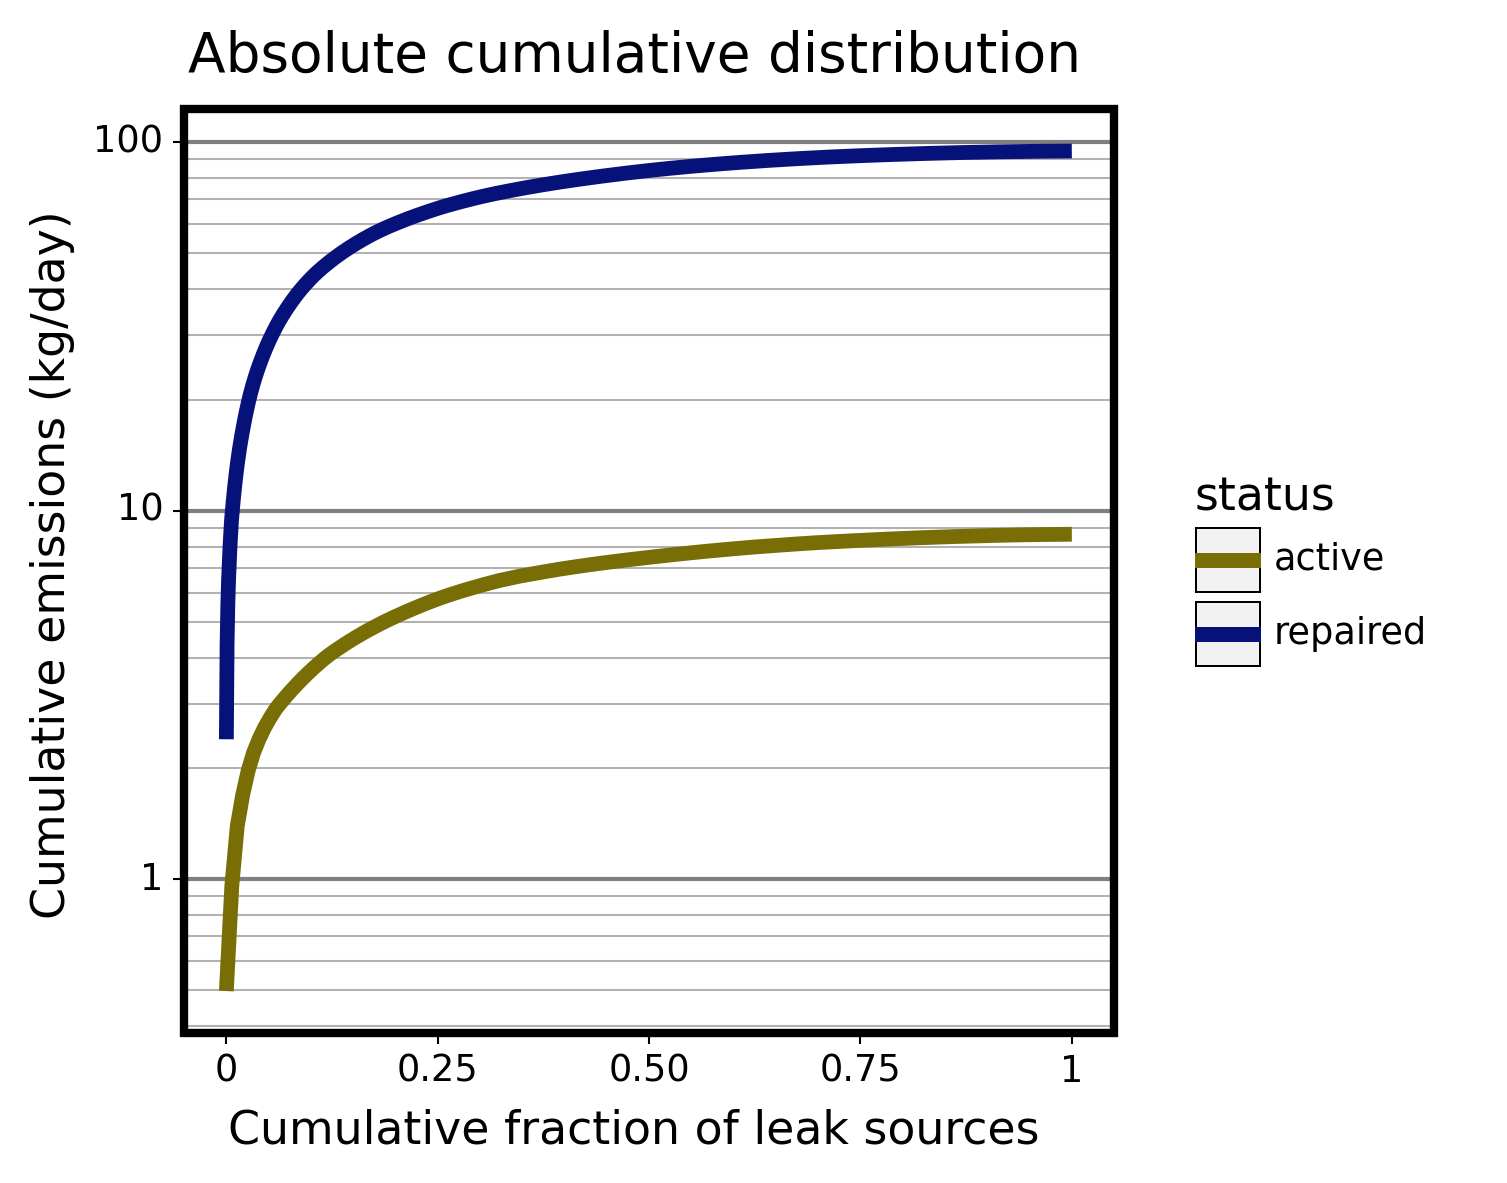 Absolute cumulative distribution
Cumulative emissions (kg/day)
100
10
1
0 0.25 0.50 0.75 1
Cumulative fraction of leak sources
status
active
repaired